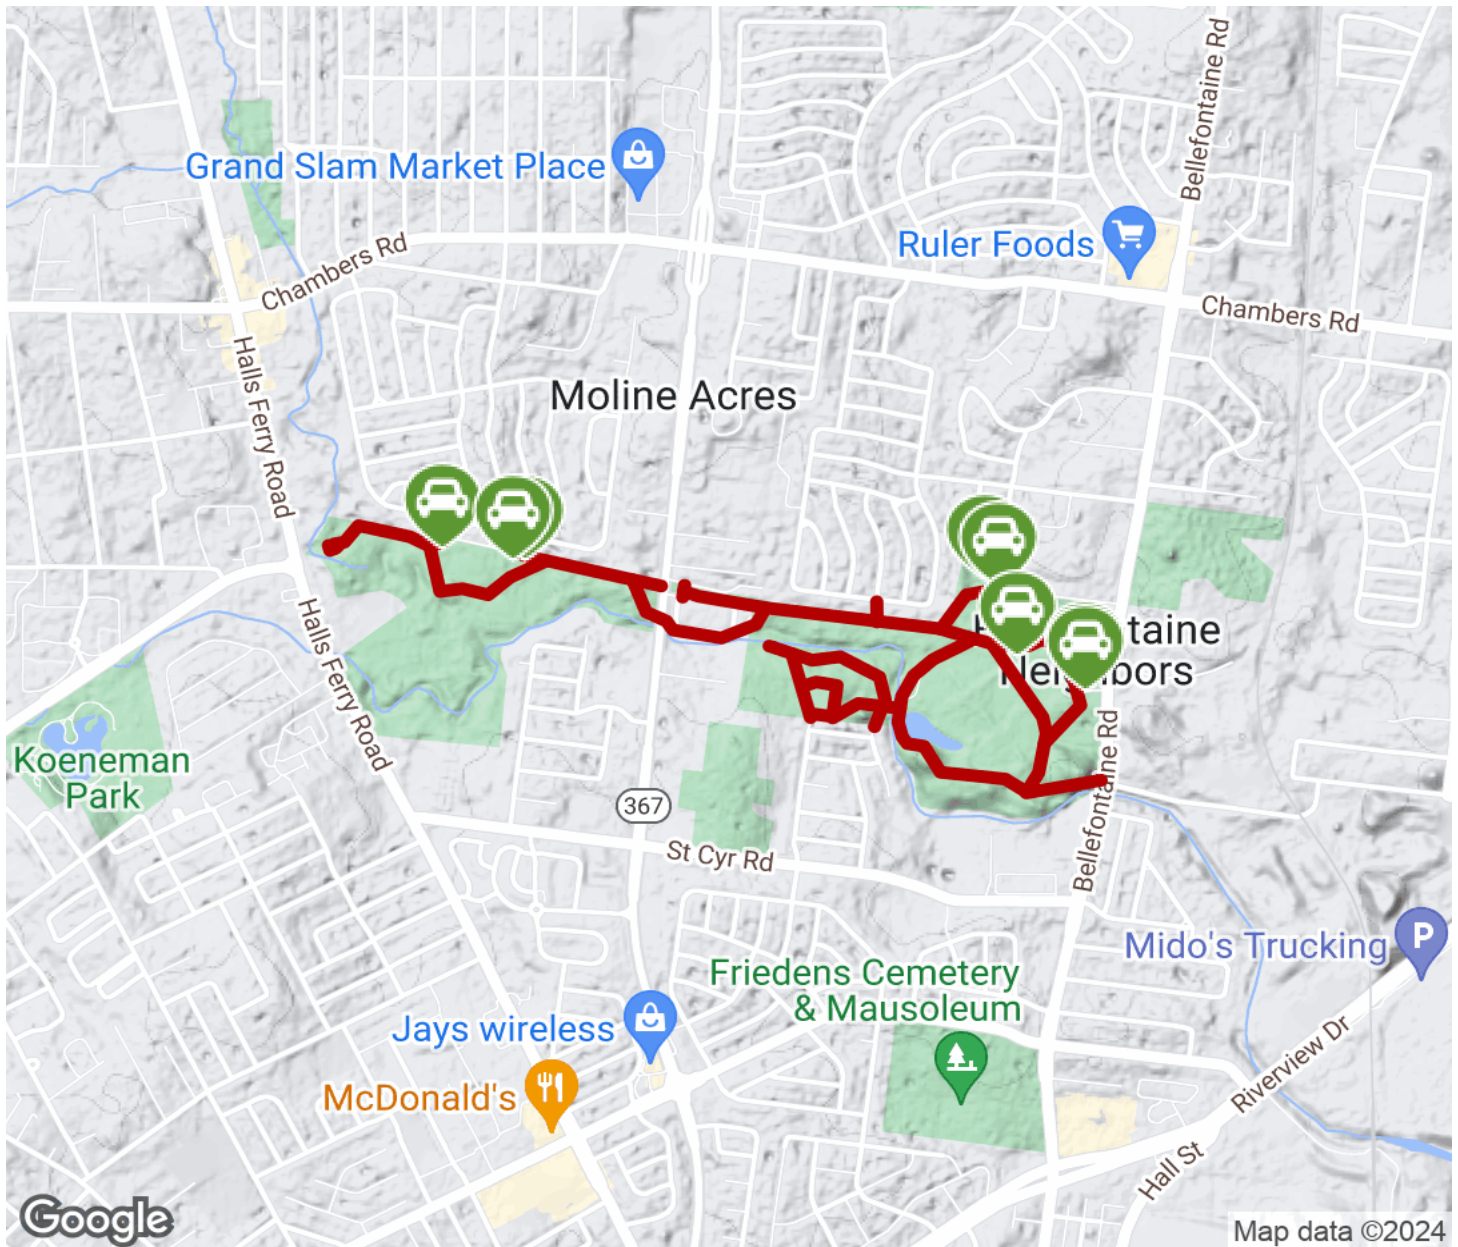 Bellefontaine Rd
Grand Slam Market Place
Ruler Foods
Chambers Rd
Chambers Rd
Halls Ferry Road
Moline Acres
taine
Neighbors
Halls Ferry Road
Koeneman
Park
367
St Cyr Rd
Bellefontaine Rd
Mido's Trucking
P
Friedens Cemetery
& Mausoleum
Jays wireless
McDonald's
Riverview Dr
Hall St
Google
Map data ©2024